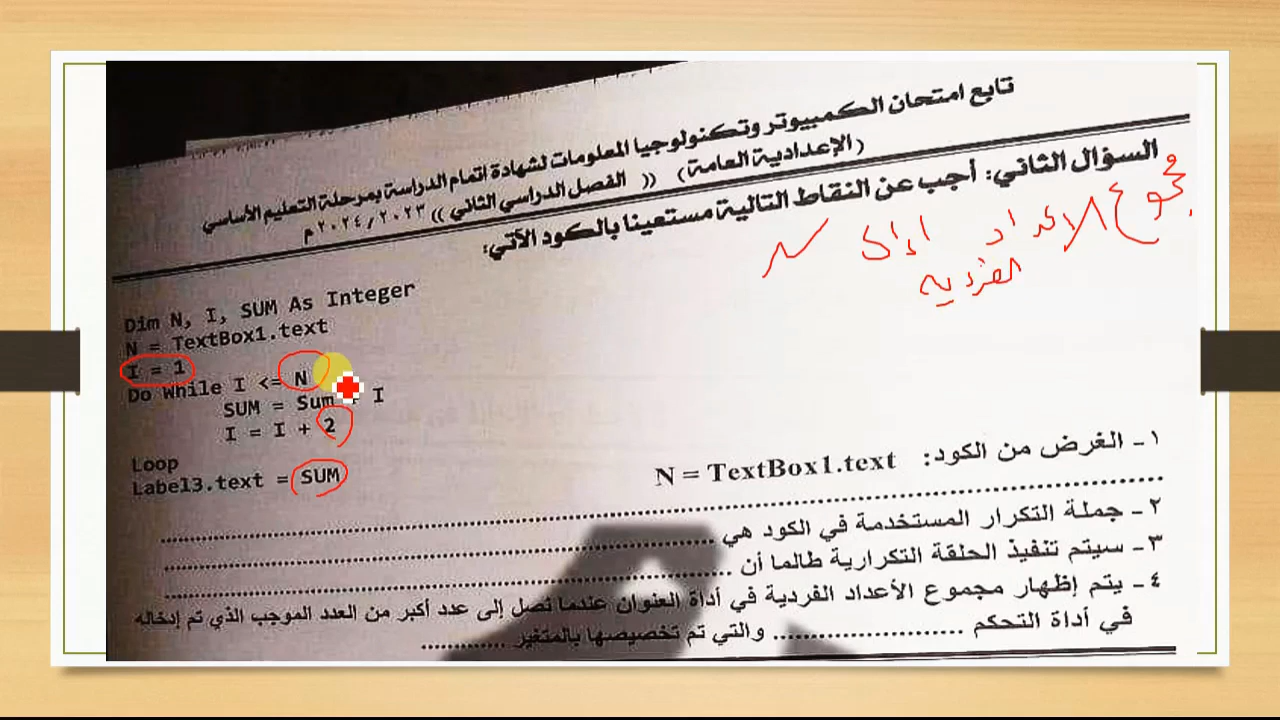 تابع امتحان الكمبيوتر وتكنولوجيا المعلومات لشهادة اتمام الدراسة بمرحلة التعليم الأساسي
(الإعدادية العامة) (( الفصل الدراسي الثاني )) ٢٠٢٤/٢٠٢٣ م
السؤال الثاني: أجب عن النقاط التالية مستعينا بالكود الآتي:
مجموع الأعداد
الفردية
Dim N, I, SUM As Integer
N = TextBox1.text
I = 1
Do While I <= N
SUM = Sum + I
I = I + 2
Loop
Label3.text = SUM
١- الغرض من الكود: N = TextBox1.text
................................................
٢- جملة التكرار المستخدمة في الكود هي ................................
٣- سيتم تنفيذ الحلقة التكرارية طالما أن ................................
٤- يتم إظهار مجموع الأعداد الفردية في أداة العنوان عندما نصل إلى عدد أكبر من العدد الموجب الذي تم إدخاله
في أداة التحكم ........................ والتي تم تخصيصها بالمتغير ............